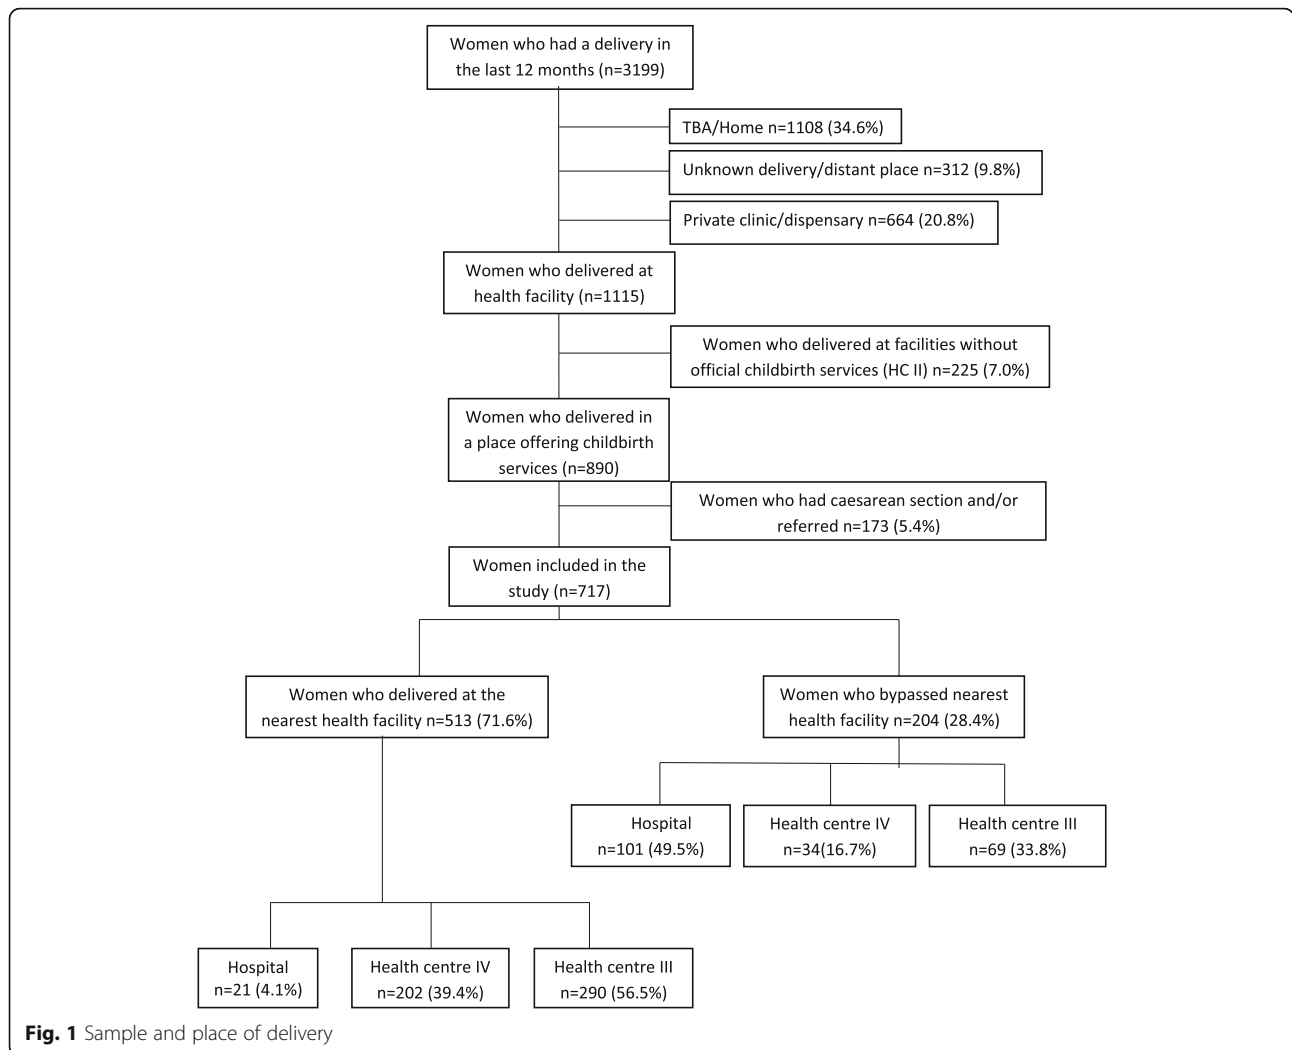 Women who had a delivery in
the last 12 months (n=3199)
TBA/Home n=1108 (34.6%)
Unknown delivery/distant place n=312 (9.8%)
Private clinic/dispensary n=664 (20.8%)
Women who delivered at
health facility (n=1115)
Women who delivered at facilities without
official childbirth services (HC II) n=225 (7.0%)
Women who delivered in
a place offering childbirth
services (n=890)
Women who had caesarean section and/or
referred n=173 (5.4%)
Women included in the
study (n=717)
Women who delivered at the
nearest health facility n=513 (71.6%)
Women who bypassed nearest
health facility n=204 (28.4%)
Hospital
n=101 (49.5%)
Health centre IV
n=34(16.7%)
Health centre III
n=69 (33.8%)
Hospital
n=21 (4.1%)
Health centre IV
n=202 (39.4%)
Health centre III
n=290 (56.5%)
Fig. 1 Sample and place of delivery